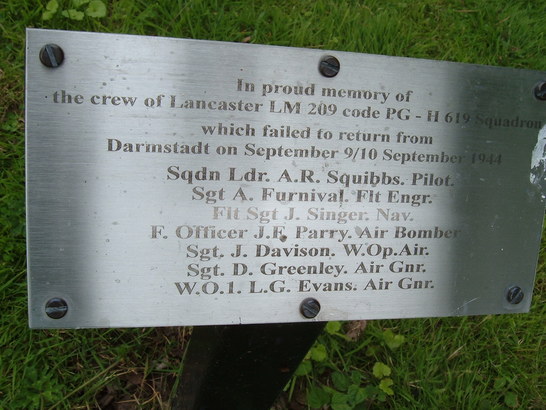 In proud memory of
the crew of Lancaster LM 209 code PG - H 619 Squadron
which failed to return from
Darmstadt on September 9/10 September 1944
Sqdn Ldr. A.R. Squibbs. Pilot.
Sgt A. Furnival. Flt Engr.
Flt Sgt J. Singer. Nav.
F. Officer J.F. Parry. Air Bomber
Sgt. J. Davison. W.Op.Air.
Sgt. D. Greenley. Air Gnr.
W.O.1. L.G. Evans. Air Gnr.